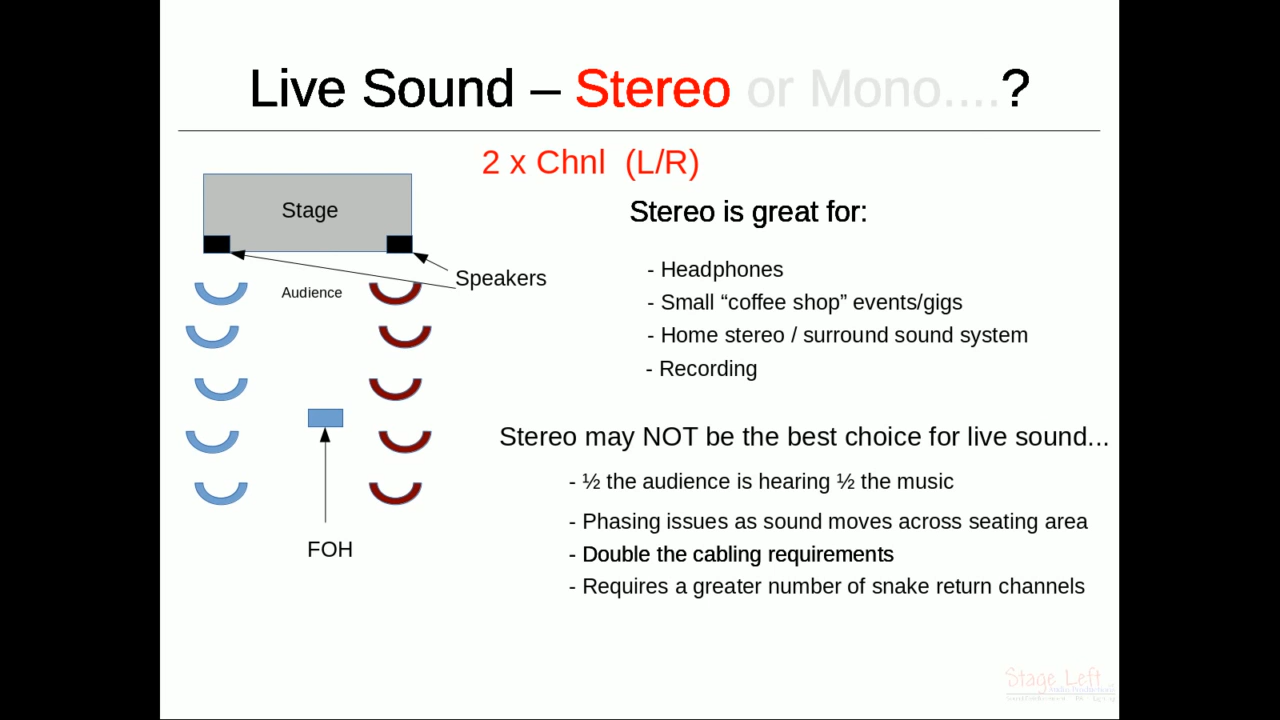 Live Sound – Stereo or Mono....?
2 x Chnl (L/R)
Stage
Speakers
Audience
FOH
Stereo is great for:
- Headphones
- Small “coffee shop” events/gigs
- Home stereo / surround sound system
- Recording
Stereo may NOT be the best choice for live sound...
- ½ the audience is hearing ½ the music
- Phasing issues as sound moves across seating area
- Double the cabling requirements
- Requires a greater number of snake return channels
Stage Left